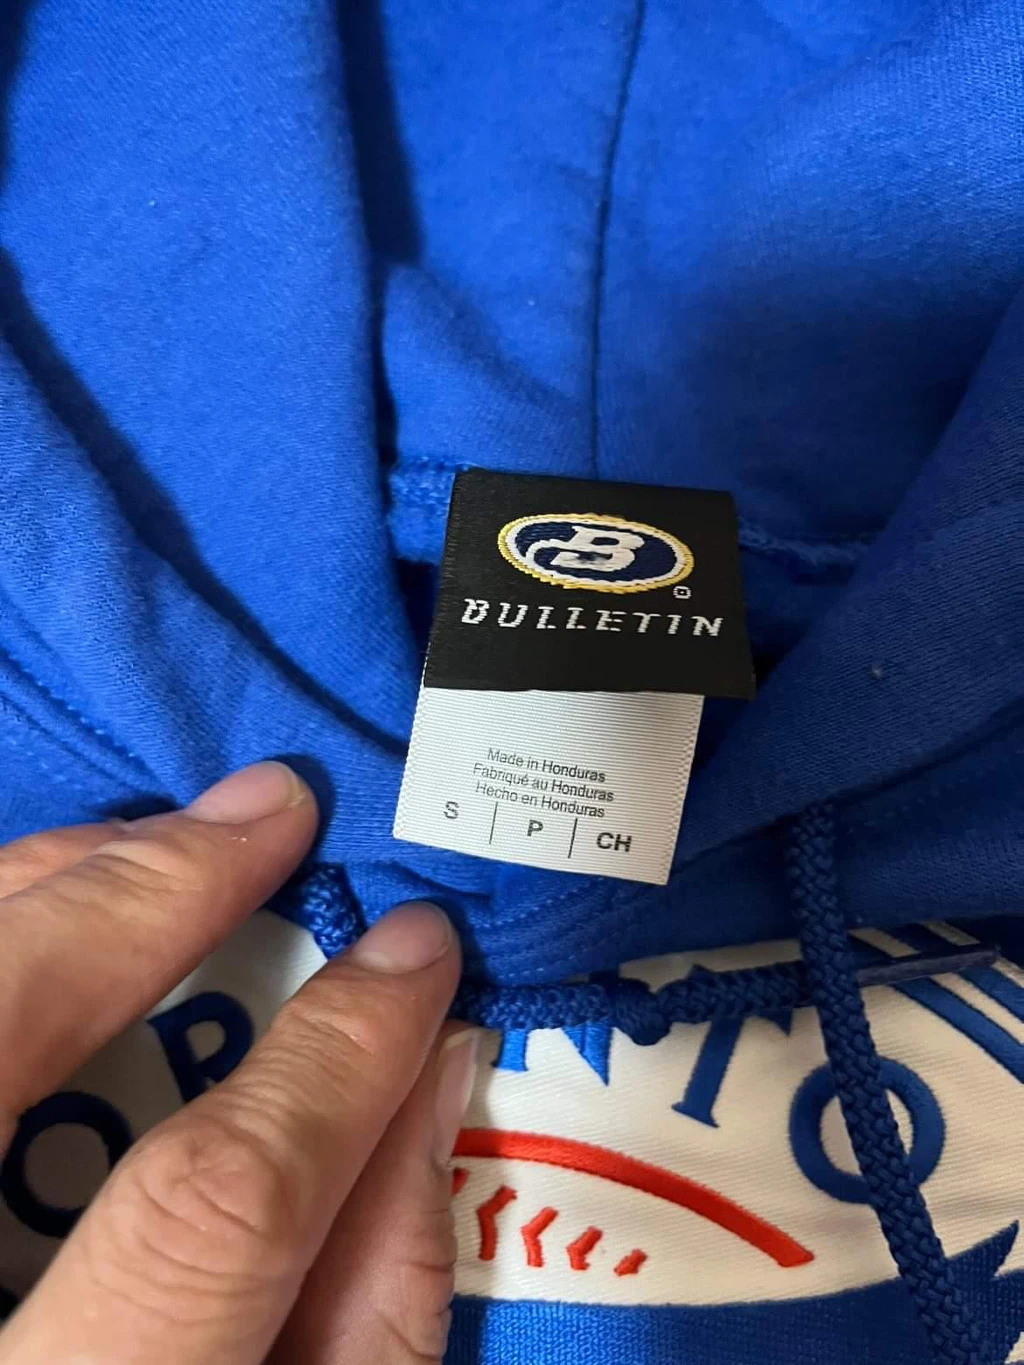 B
BULLETIN
Made in Honduras
Fabriqué au Honduras
Hecho en Honduras
S | P | CH